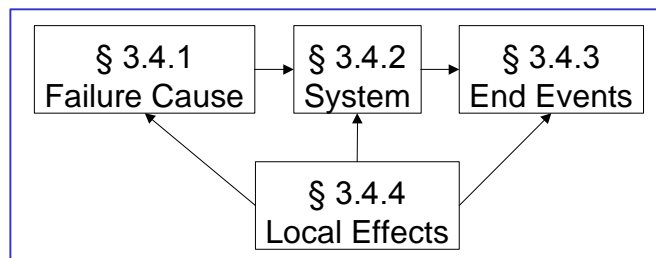 § 3.4.1
Failure Cause
§ 3.4.2
System
§ 3.4.3
End Events
§ 3.4.4
Local Effects